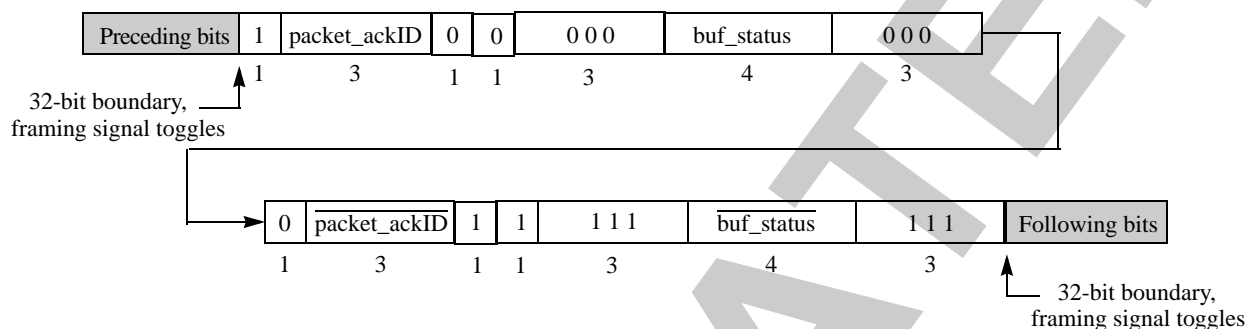 Preceding bits 1 packet_ackID 0 0 0 0 0 buf_status 0 0 0
1 3 1 1 3 4 3
32-bit boundary,
framing signal toggles
0 packet_ackID 1 1 1 1 1 buf_status 1 1 1 Following bits
1 3 1 1 3 4 3
32-bit boundary,
framing signal toggles